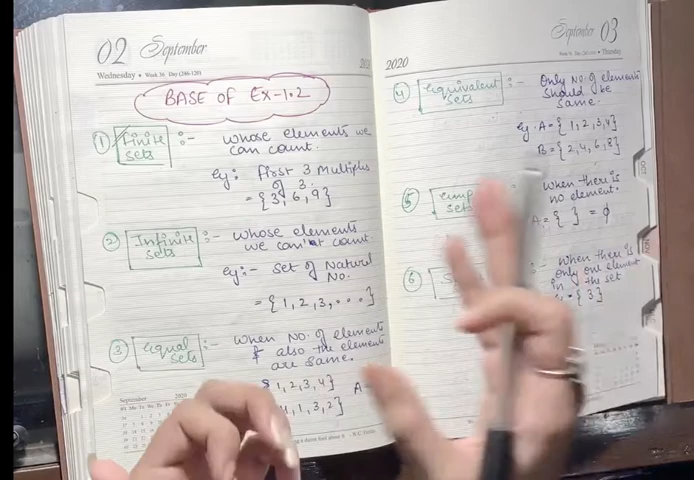 02 September
Wednesday • Week 36
BASE OF Ex-1.2
① Finite sets :- whose elements we
can count.
eg: first 3 Multiples
of 3.
= {3, 6, 9}
② Infinite sets :- whose elements
we can't count
eg :- set of Natural
No.
= {1, 2, 3, . . . }
③ Equal sets :- when No. of elements
& also the elements
are same.
1, 2, 3, 4}
1, 3, 2}
A =
September 2020
September 03
2020
Thursday
④ Equivalent sets :- Only No. of elements
should be
same.
eg. A = {1, 2, 3, 4}
B = {2, 4, 6, 8}
⑤ sets when there is
no element.
A = { } = ϕ
⑥ :- when there is
only one element
in the set
= {3}